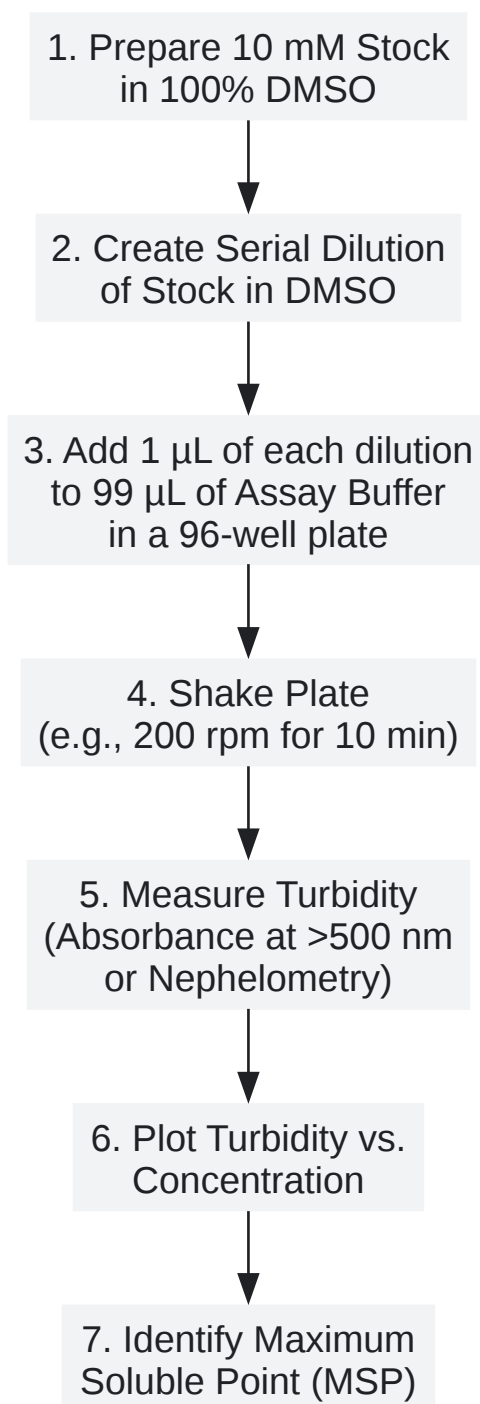 1. Prepare 10 mM Stock
in 100% DMSO
2. Create Serial Dilution
of Stock in DMSO
3. Add 1 µL of each dilution
to 99 µL of Assay Buffer
in a 96-well plate
4. Shake Plate
(e.g., 200 rpm for 10 min)
5. Measure Turbidity
(Absorbance at >500 nm
or Nephelometry)
6. Plot Turbidity vs.
Concentration
7. Identify Maximum
Soluble Point (MSP)